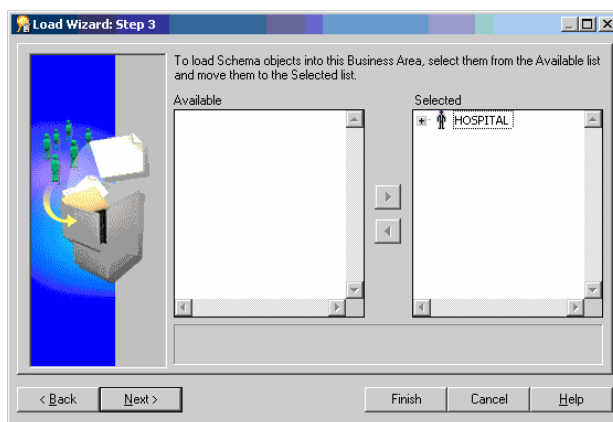 Load Wizard: Step 3
To load Schema objects into this Business Area, select them from the Available list
and move them to the Selected list.
Available Selected
HOSPITAL
< Back Next > Finish Cancel Help